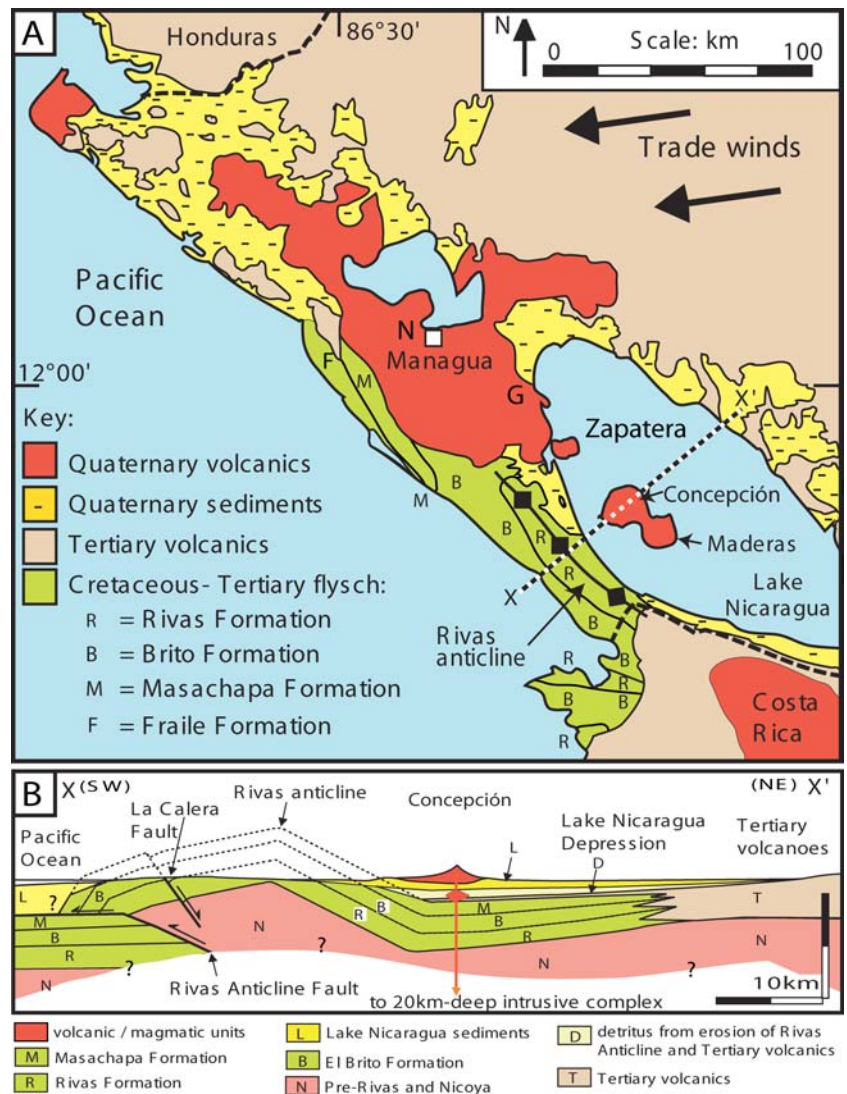 A
Honduras
86°30'
N
Scale: km
0
100
Trade winds
Pacific
Ocean
N
Managua
12°00'
F
M
G
X'
Zapatera
Key:
Quaternary volcanics
Concepción
- Quaternary sediments
M
B
Tertiary volcanics
B
R
Maderas
Cretaceous- Tertiary flysch:
X
R
Lake
Nicaragua
R = Rivas Formation
Rivas
anticline
B
B = Brito Formation
R
B
M = Masachapa Formation
B
R
B
Costa
Rica
F = Fraile Formation
R
B
X (SW)
Rivas anticline
Concepción
(NE) X'
La Calera
Fault
Lake Nicaragua
Depression
Pacific
Ocean
Tertiary
volcanoes
L
D
L
?
B
M
B
R
N
R
B
M
B
R
T
N
?
N
?
N
?
N
?
Rivas Anticline Fault
10km
to 20km-deep intrusive complex
volcanic / magmatic units
L Lake Nicaragua sediments
D detritus from erosion of Rivas
Anticline and Tertiary volcanics
M Masachapa Formation
B El Brito Formation
R Rivas Formation
N Pre-Rivas and Nicoya
T Tertiary volcanics